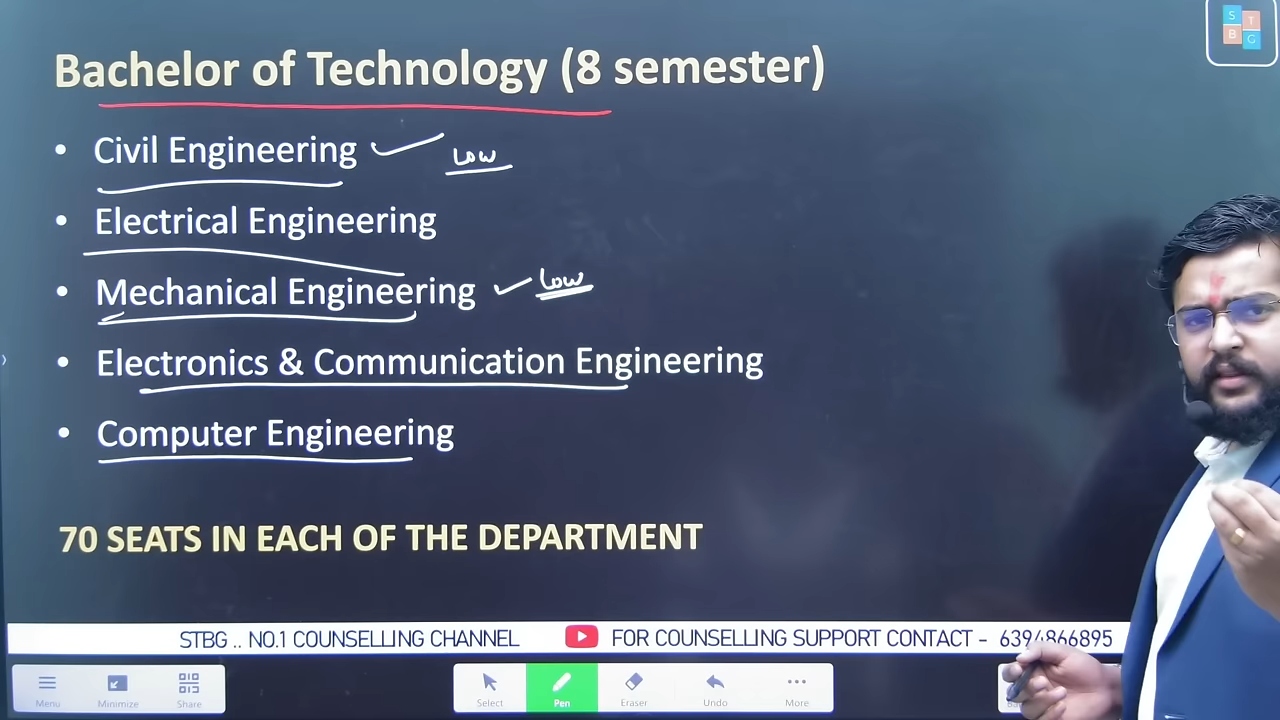 S T
B G
Bachelor of Technology (8 semester)
• Civil Engineering Low
• Electrical Engineering
• Mechanical Engineering Low
• Electronics & Communication Engineering
• Computer Engineering
70 SEATS IN EACH OF THE DEPARTMENT
STBG .. NO.1 COUNSELLING CHANNEL FOR COUNSELLING SUPPORT CONTACT - 6394866895
Menu Minimize Share Select Pen Eraser Undo More